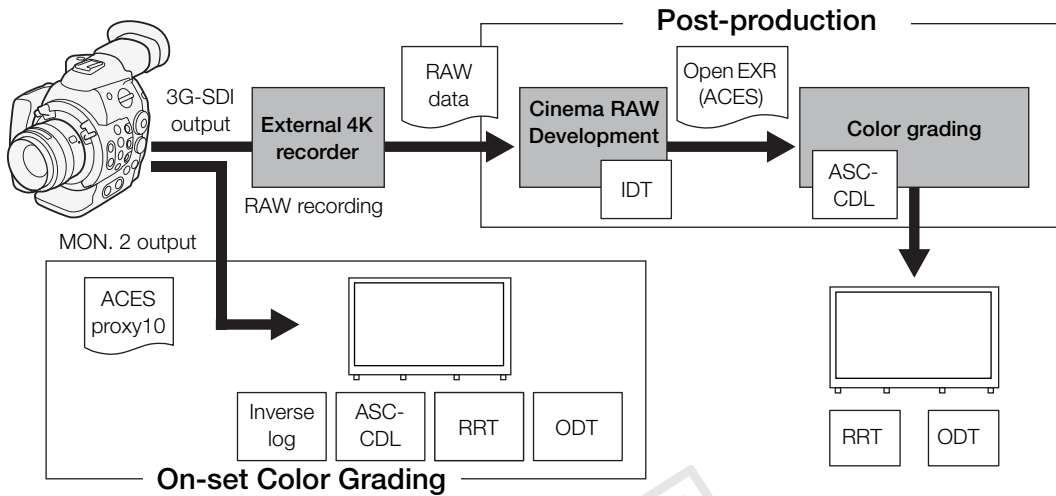 Post-production
3G-SDI
output
External 4K
recorder
RAW recording
RAW
data
Cinema RAW
Development
IDT
Open EXR
(ACES)
Color grading
ASC-
CDL
MON. 2 output
ACES
proxy10
Inverse
log
ASC-
CDL
RRT
ODT
On-set Color Grading
RRT
ODT